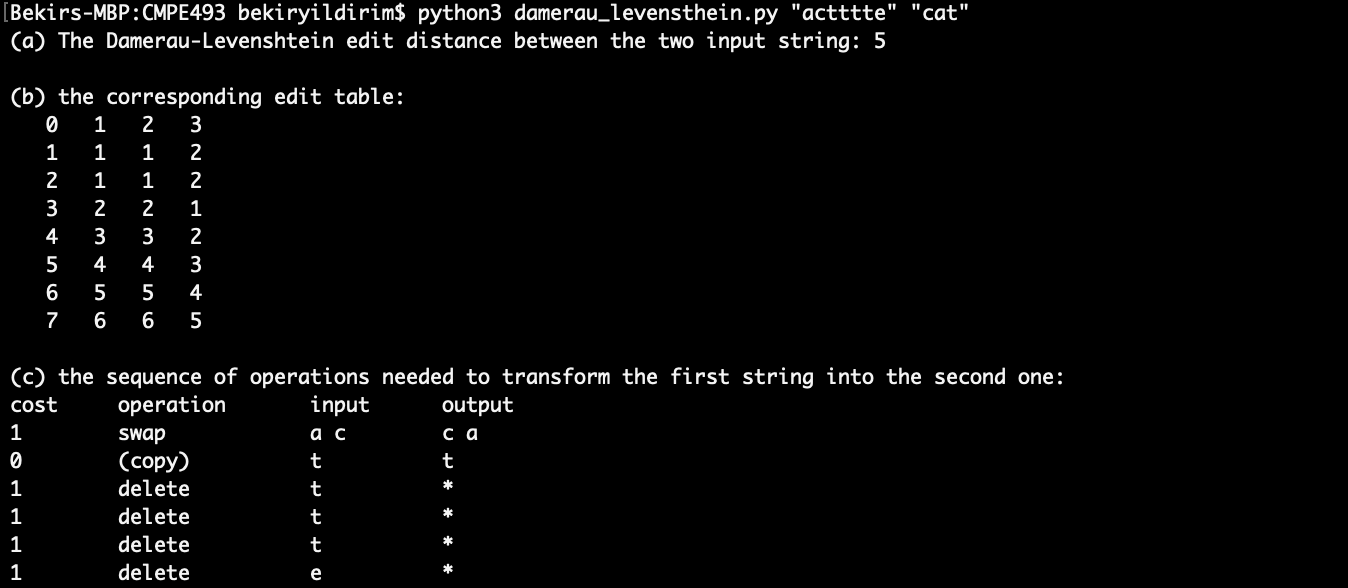 [Bekirs-MBP:CMPE493 bekiryildirim$ python3 damerau_levensthein.py "actttte" "cat"
(a) The Damerau-Levenshtein edit distance between the two input string: 5
(b) the corresponding edit table:
0 1 2 3
1 1 1 2
2 1 1 2
3 2 2 1
4 3 3 2
5 4 4 3
6 5 5 4
7 6 6 5
(c) the sequence of operations needed to transform the first string into the second one:
cost operation input output
1 swap a c c a
0 (copy) t t
1 delete t *
1 delete t *
1 delete t *
1 delete e *